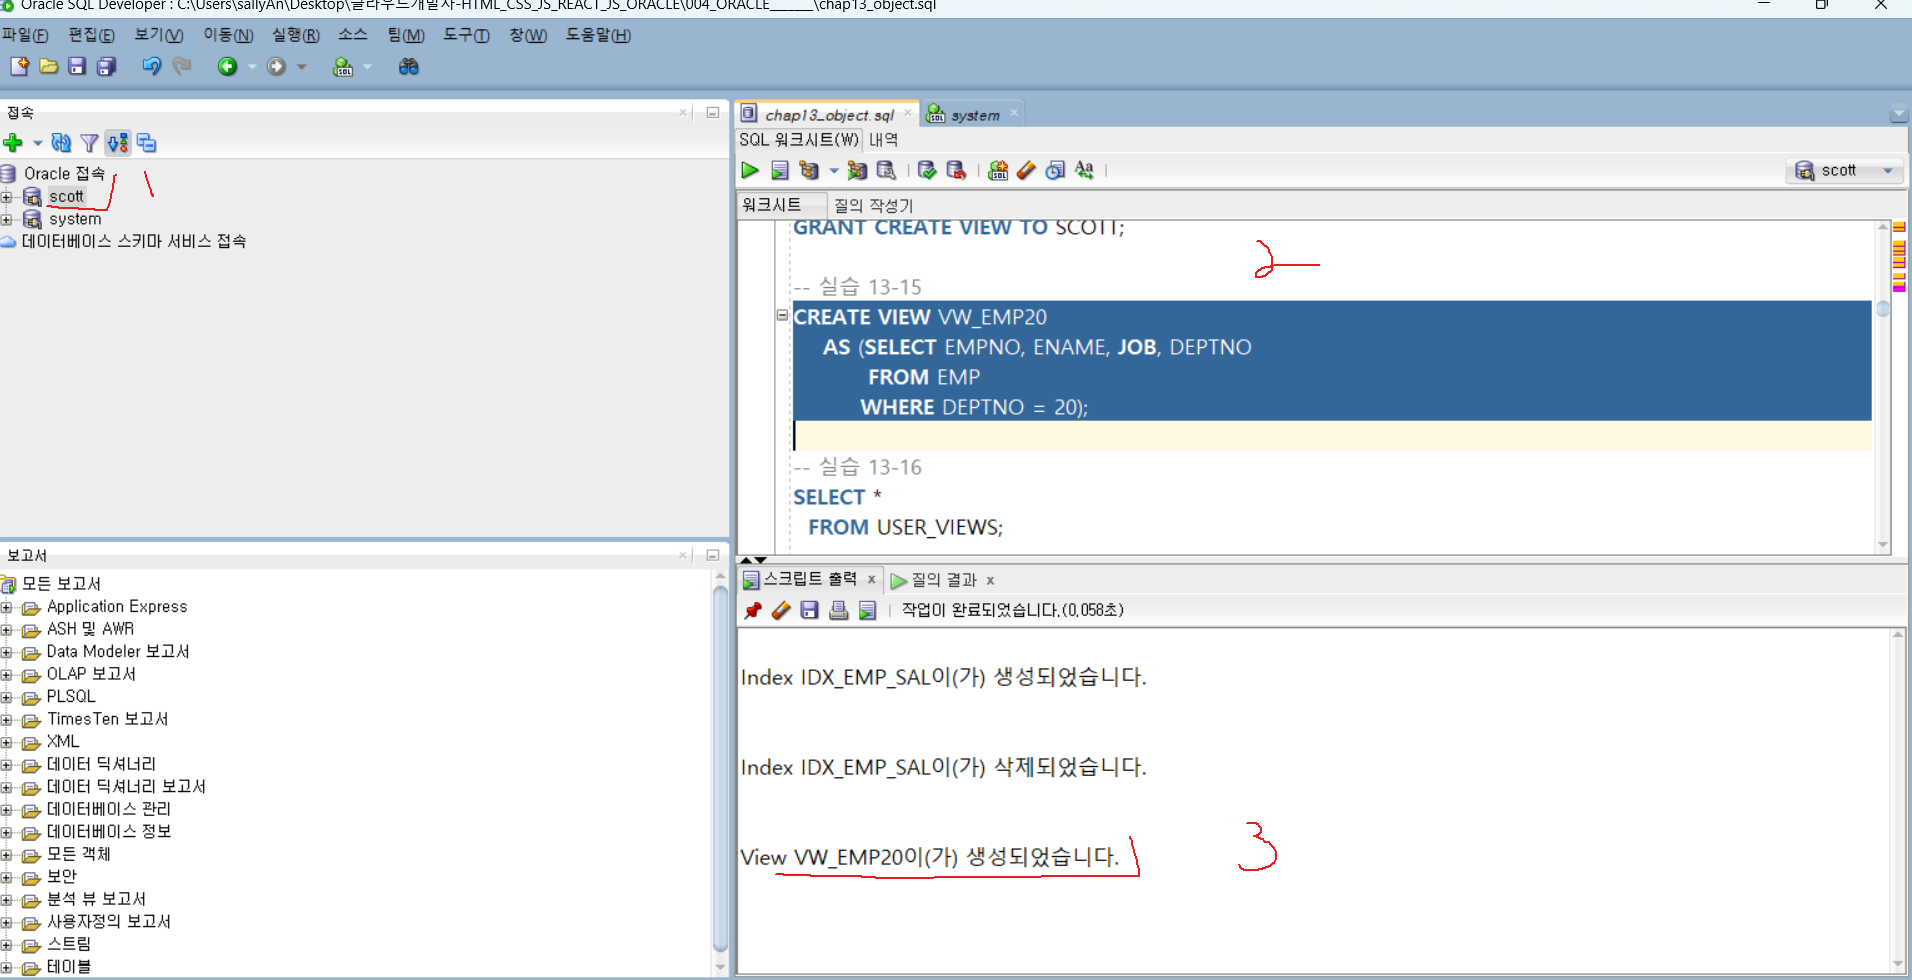 Oracle SQL Developer : C:\Users\sallyAn\Desktop\클라우드개발자-HTML_CSS_JS_REACT_JS_ORACLE\004_ORACLE______\chap13_object.sql
파일(F) 편집(E) 보기(V) 이동(N) 실행(R) 소스 팀(M) 도구(T) 창(W) 도움말(H)
접속
Oracle 접속
scott
system
데이터베이스 스키마 서비스 접속
1
보고서
모든 보고서
Application Express
ASH 및 AWR
Data Modeler 보고서
OLAP 보고서
PLSQL
TimesTen 보고서
XML
데이터 딕셔너리
데이터 딕셔너리 보고서
데이터베이스 관리
데이터베이스 정보
모든 객체
보안
분석 뷰 보고서
사용자정의 보고서
스트림
테이블
chap13_object.sql system
SQL 워크시트(W) 내역
scott
워크시트 질의 작성기
GRANT CREATE VIEW TO SCOTT;
2
-- 실습 13-15
CREATE VIEW VW_EMP20
AS (SELECT EMPNO, ENAME, JOB, DEPTNO
FROM EMP
WHERE DEPTNO = 20);
-- 실습 13-16
SELECT *
FROM USER_VIEWS;
스크립트 출력 x 질의 결과 x
작업이 완료되었습니다.(0.058초)
Index IDX_EMP_SAL이(가) 생성되었습니다.
Index IDX_EMP_SAL이(가) 삭제되었습니다.
View VW_EMP20이(가) 생성되었습니다.
3